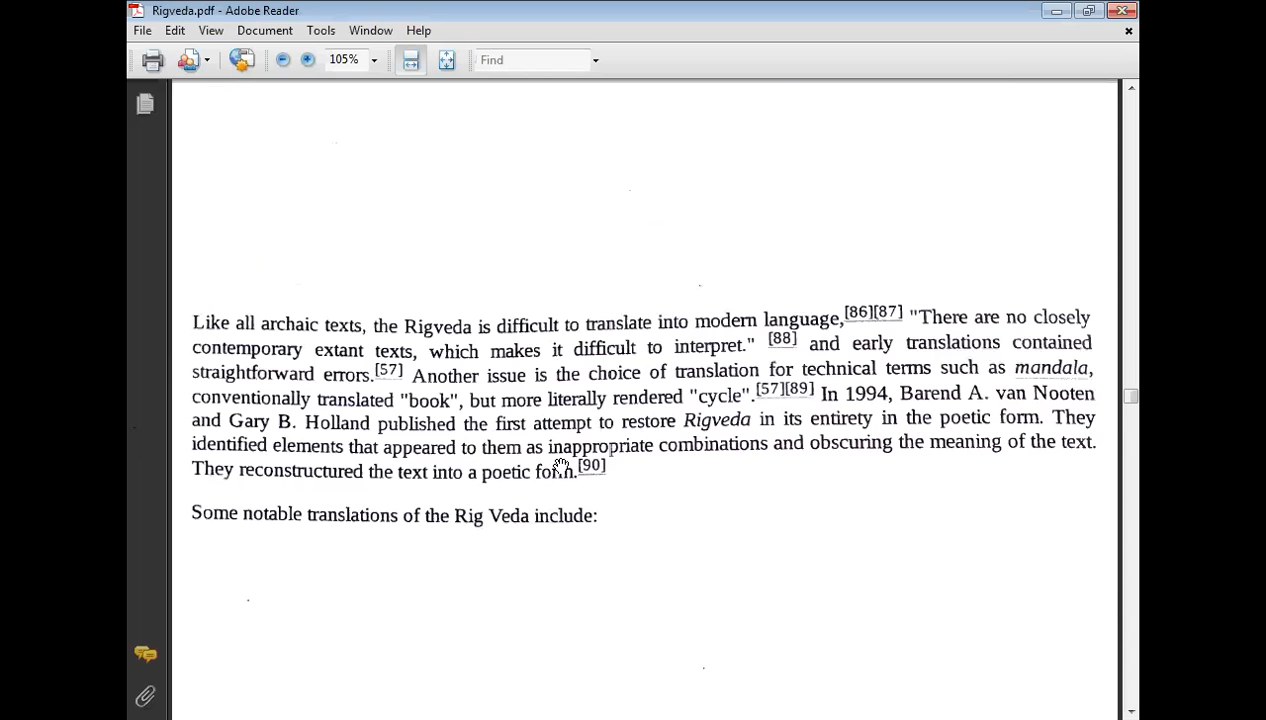 Rigveda.pdf - Adobe Reader
File Edit View Document Tools Window Help
105% Find
Like all archaic texts, the Rigveda is difficult to translate into modern language,[86][87] "There are no closely
contemporary extant texts, which makes it difficult to interpret." [88] and early translations contained
straightforward errors.[57] Another issue is the choice of translation for technical terms such as mandala,
conventionally translated "book", but more literally rendered "cycle".[57][89] In 1994, Barend A. van Nooten
and Gary B. Holland published the first attempt to restore Rigveda in its entirety in the poetic form. They
identified elements that appeared to them as inappropriate combinations and obscuring the meaning of the text.
They reconstructured the text into a poetic form.[90]
Some notable translations of the Rig Veda include: